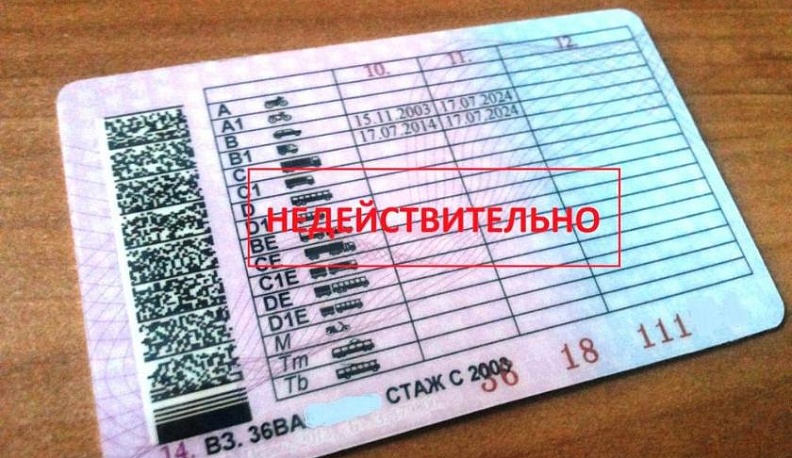 10. 11. 12.
A
A1
B 15.11.2003 17.07.2024
B1 17.07.2014 17.07.2024
C
C1
D
D1
НЕДЕЙСТВИТЕЛЬНО
BE
CE
C1E
DE
D1E
M
Tm
Tb
14. ВЗ. 36ВА СТАЖ С 2003
36 18 111